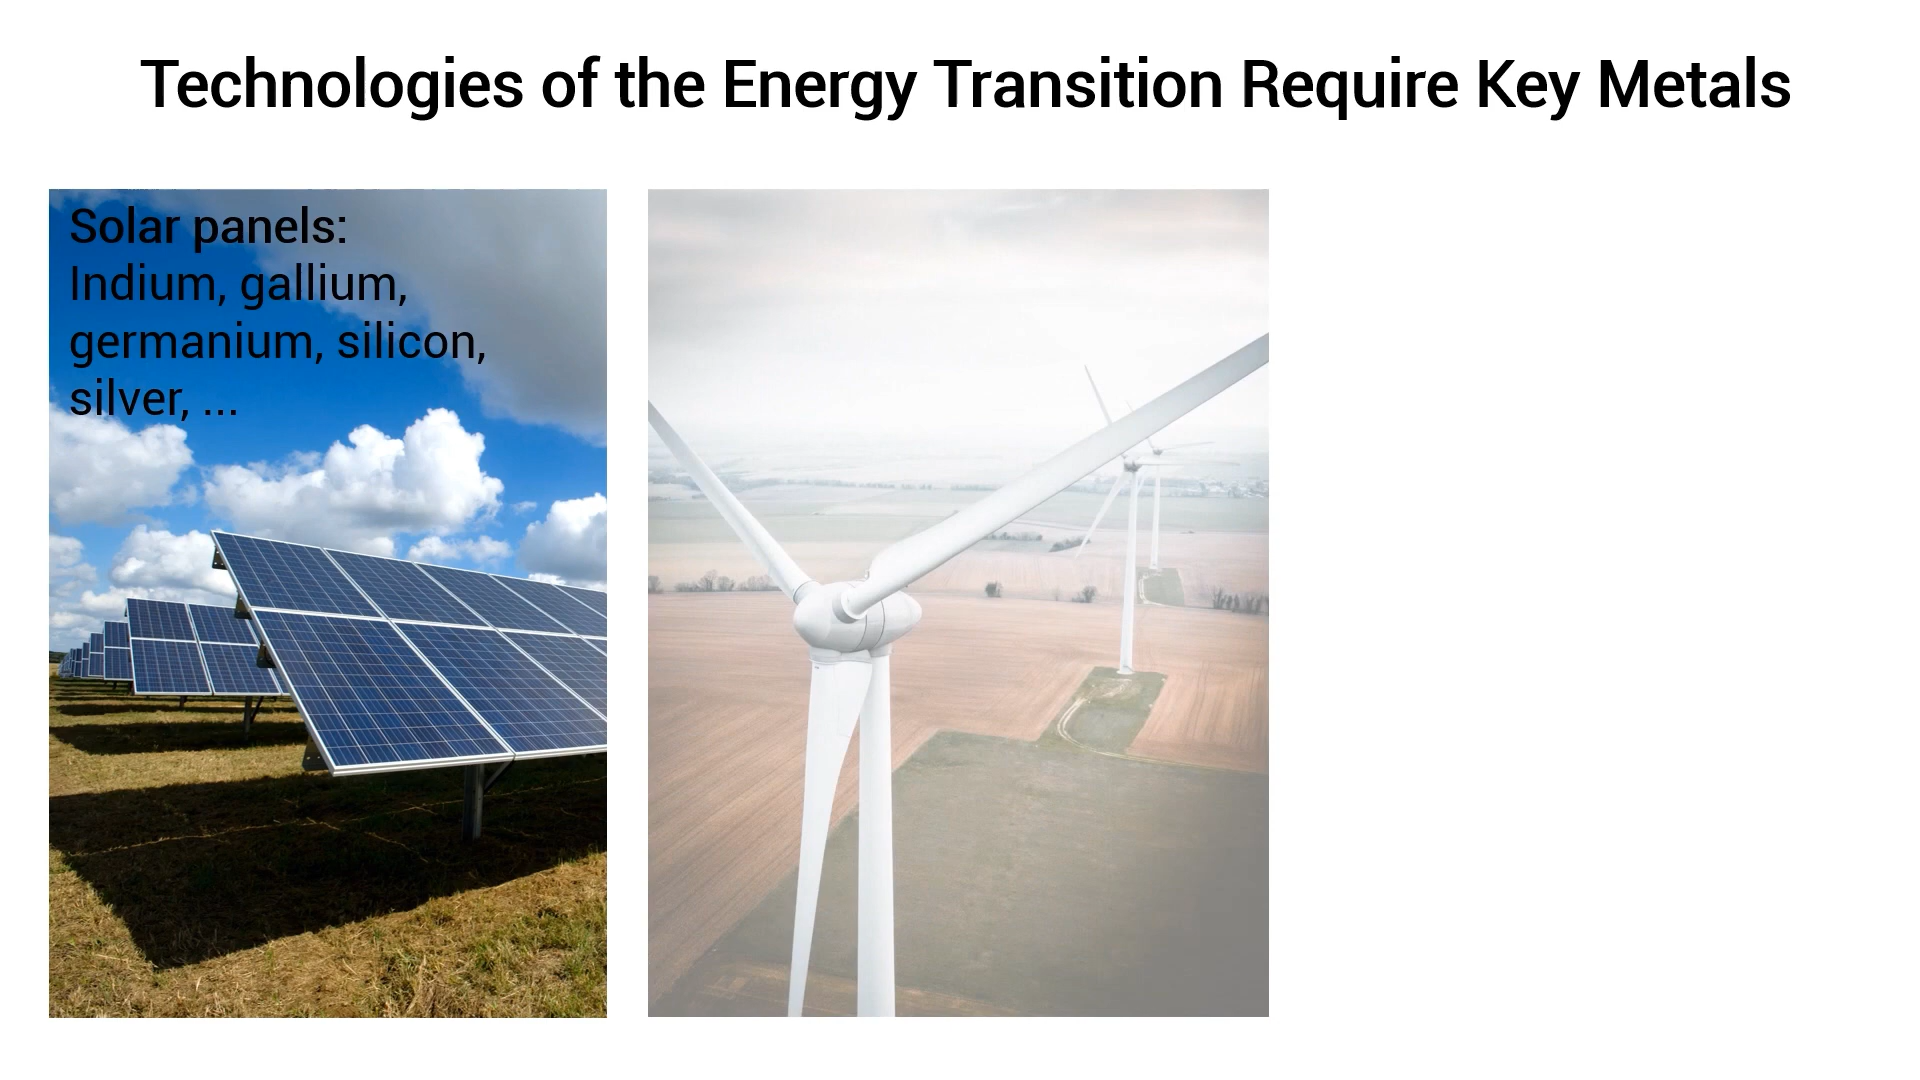 Technologies of the Energy Transition Require Key Metals
Solar panels:
Indium, gallium,
germanium, silicon,
silver, ...